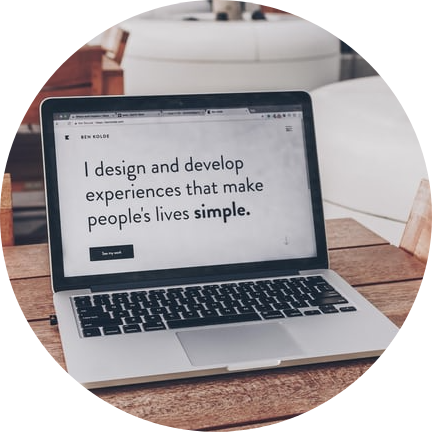 BEN KOLDE
I design and develop
experiences that make
people's lives simple.
See my work